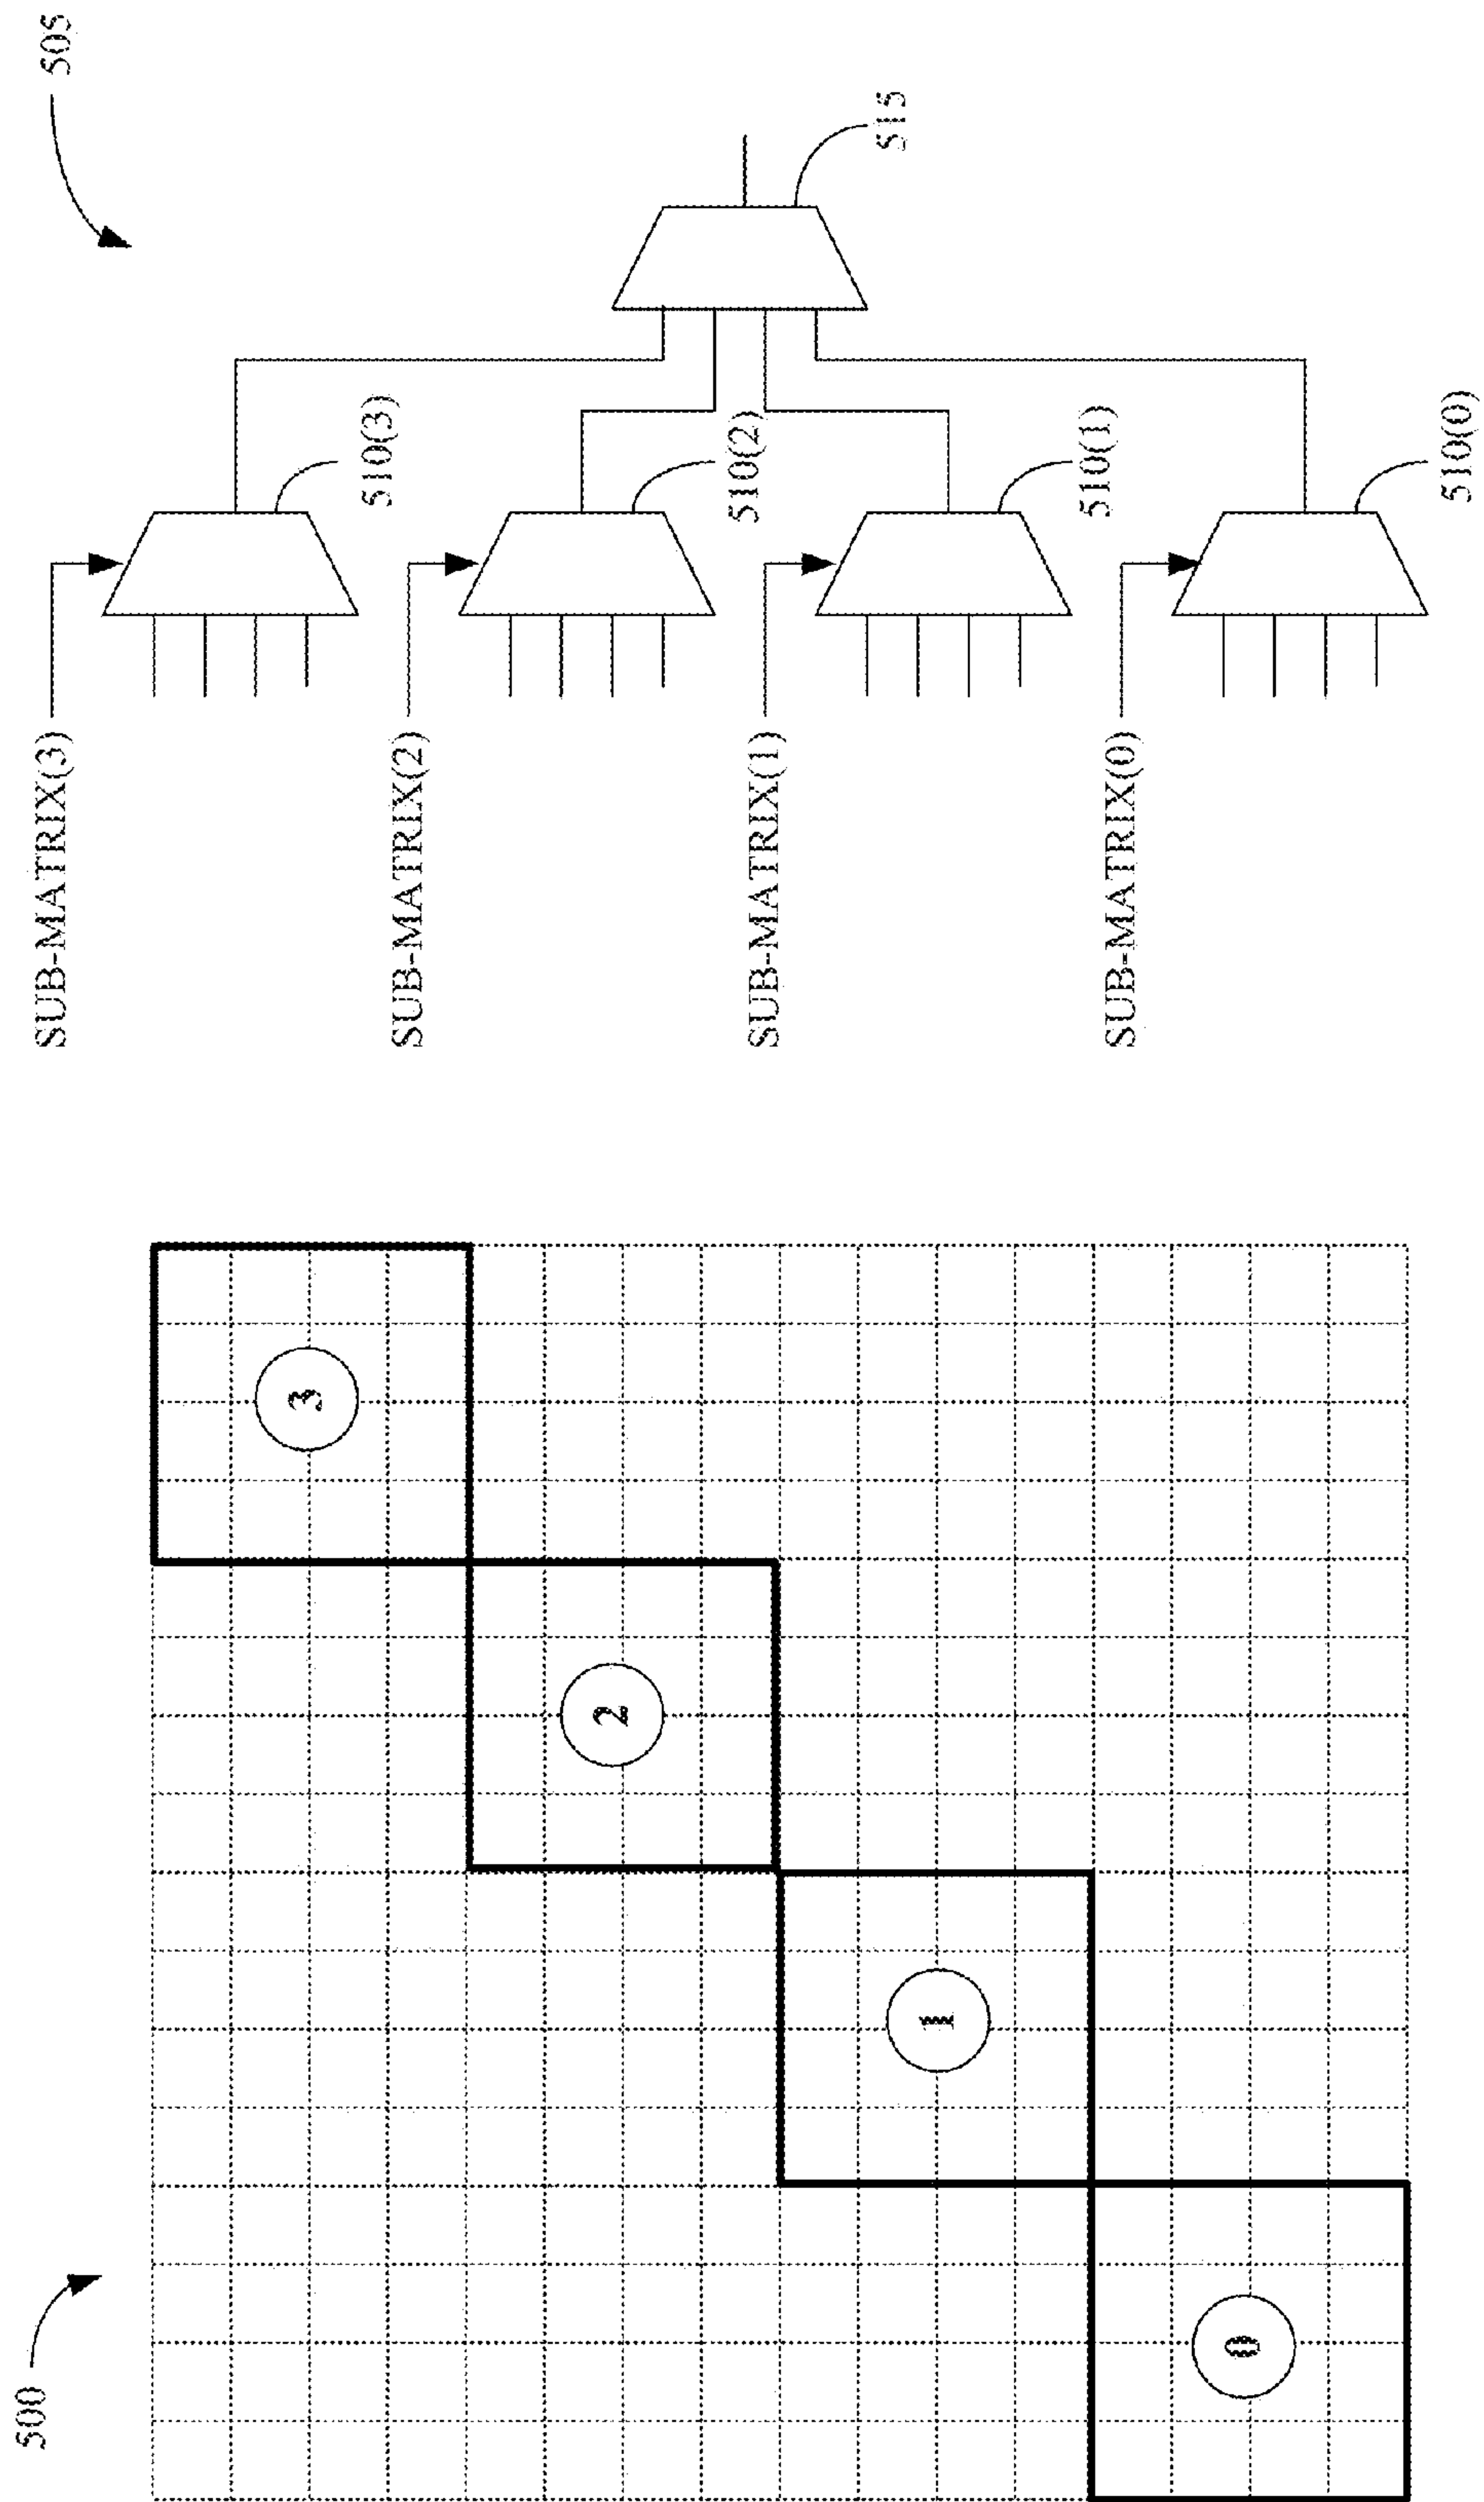 505
515
SUB-MATRIX(3)
510(3)
SUB-MATRIX(2)
510(2)
SUB-MATRIX(1)
510(1)
SUB-MATRIX(0)
510(0)
500
3
2
1
0